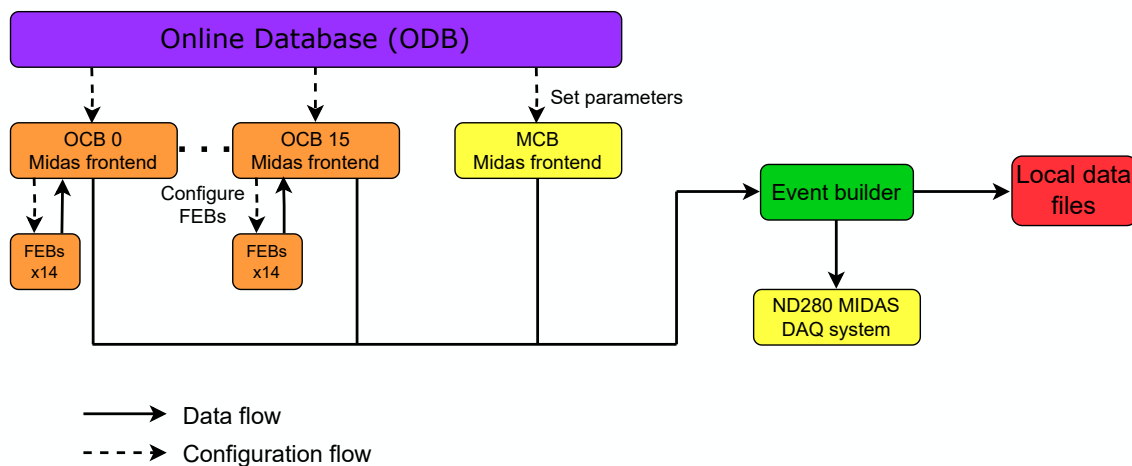 Online Database (ODB)
Set parameters
OCB 0
Midas frontend
. . .
OCB 15
Midas frontend
MCB
Midas frontend
Configure
FEBs
FEBs
x14
FEBs
x14
Event builder
Local data
files
ND280 MIDAS
DAQ system
Data flow
Configuration flow